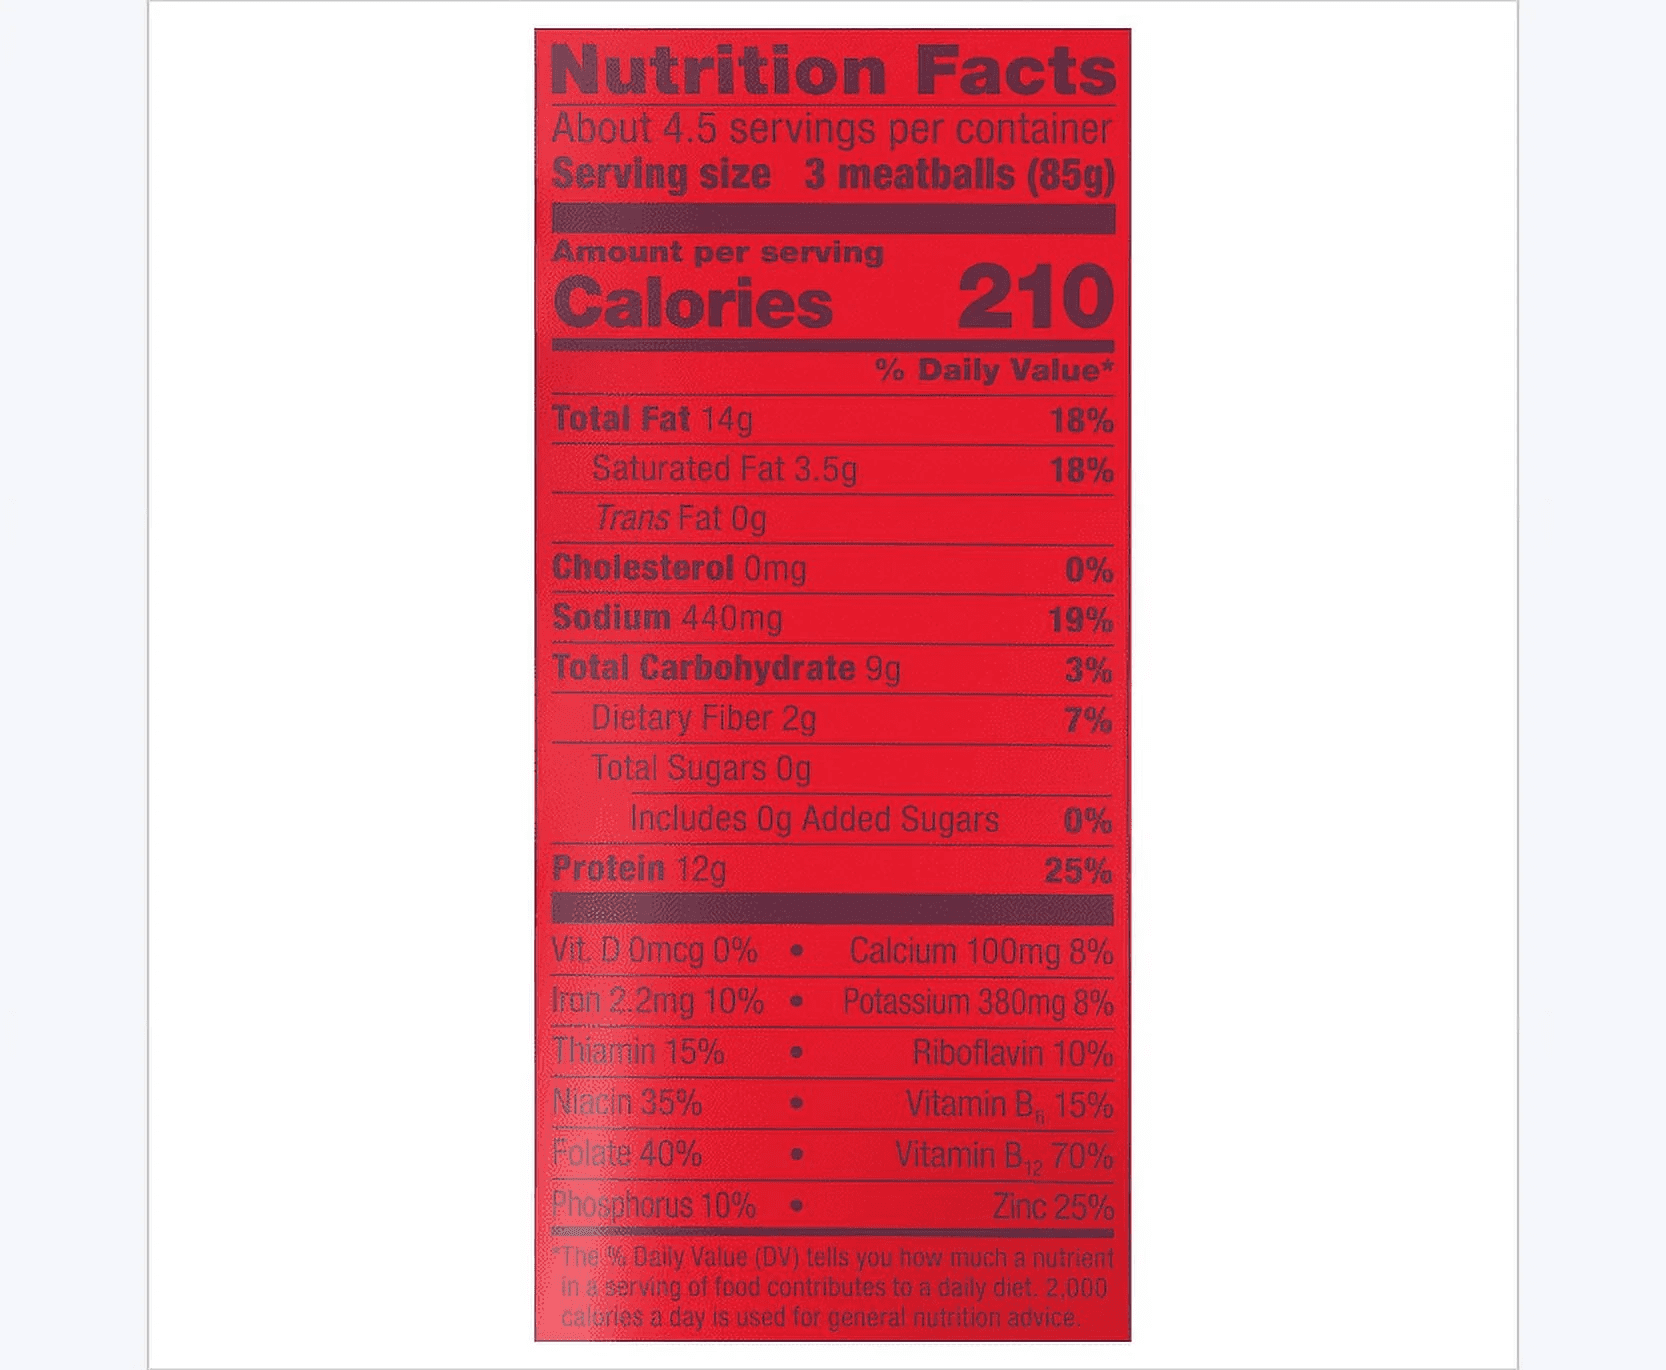 Nutrition Facts
About 4.5 servings per container
Serving size 3 meatballs (85g)
Amount per serving
Calories 210
% Daily Value*
Total Fat 14g 18%
Saturated Fat 3.5g 18%
Trans Fat 0g
Cholesterol 0mg 0%
Sodium 440mg 19%
Total Carbohydrate 9g 3%
Dietary Fiber 2g 7%
Total Sugars 0g
Includes 0g Added Sugars 0%
Protein 12g 25%
Vit. D 0mcg 0% • Calcium 100mg 8%
Iron 2.2mg 10% • Potassium 380mg 8%
Thiamin 15% • Riboflavin 10%
Niacin 35% • Vitamin B₆ 15%
Folate 40% • Vitamin B₁₂ 70%
Phosphorus 10% • Zinc 25%
*The % Daily Value (DV) tells you how much a nutrient
in a serving of food contributes to a daily diet. 2,000
calories a day is used for general nutrition advice.